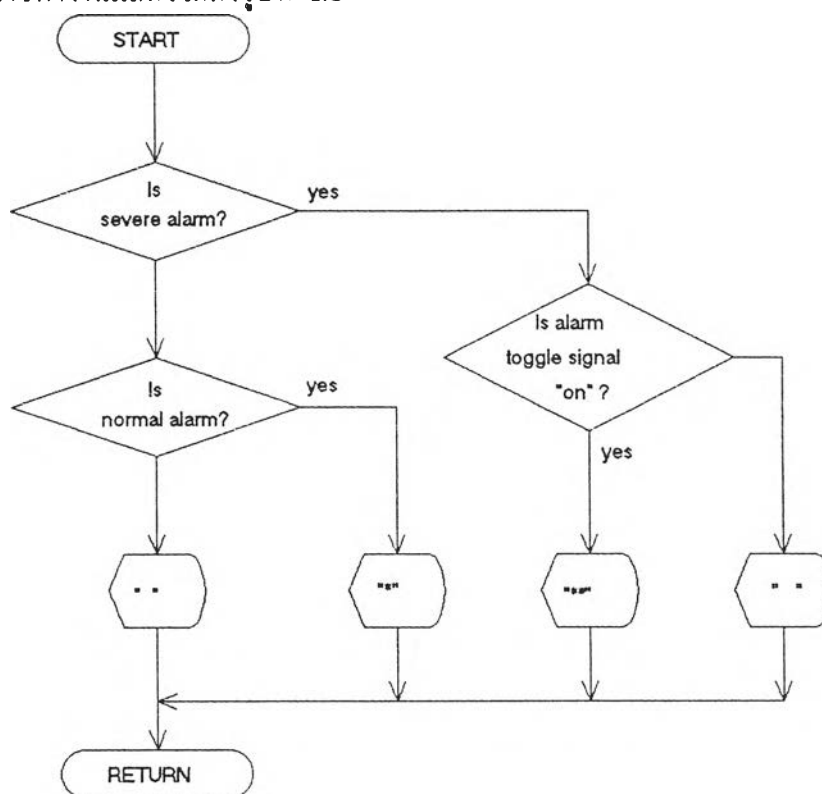 START
Is
severe alarm?
yes
Is alarm
toggle signal
"on" ?
yes
Is
normal alarm?
yes
" "
"*"
"**"
" "
RETURN